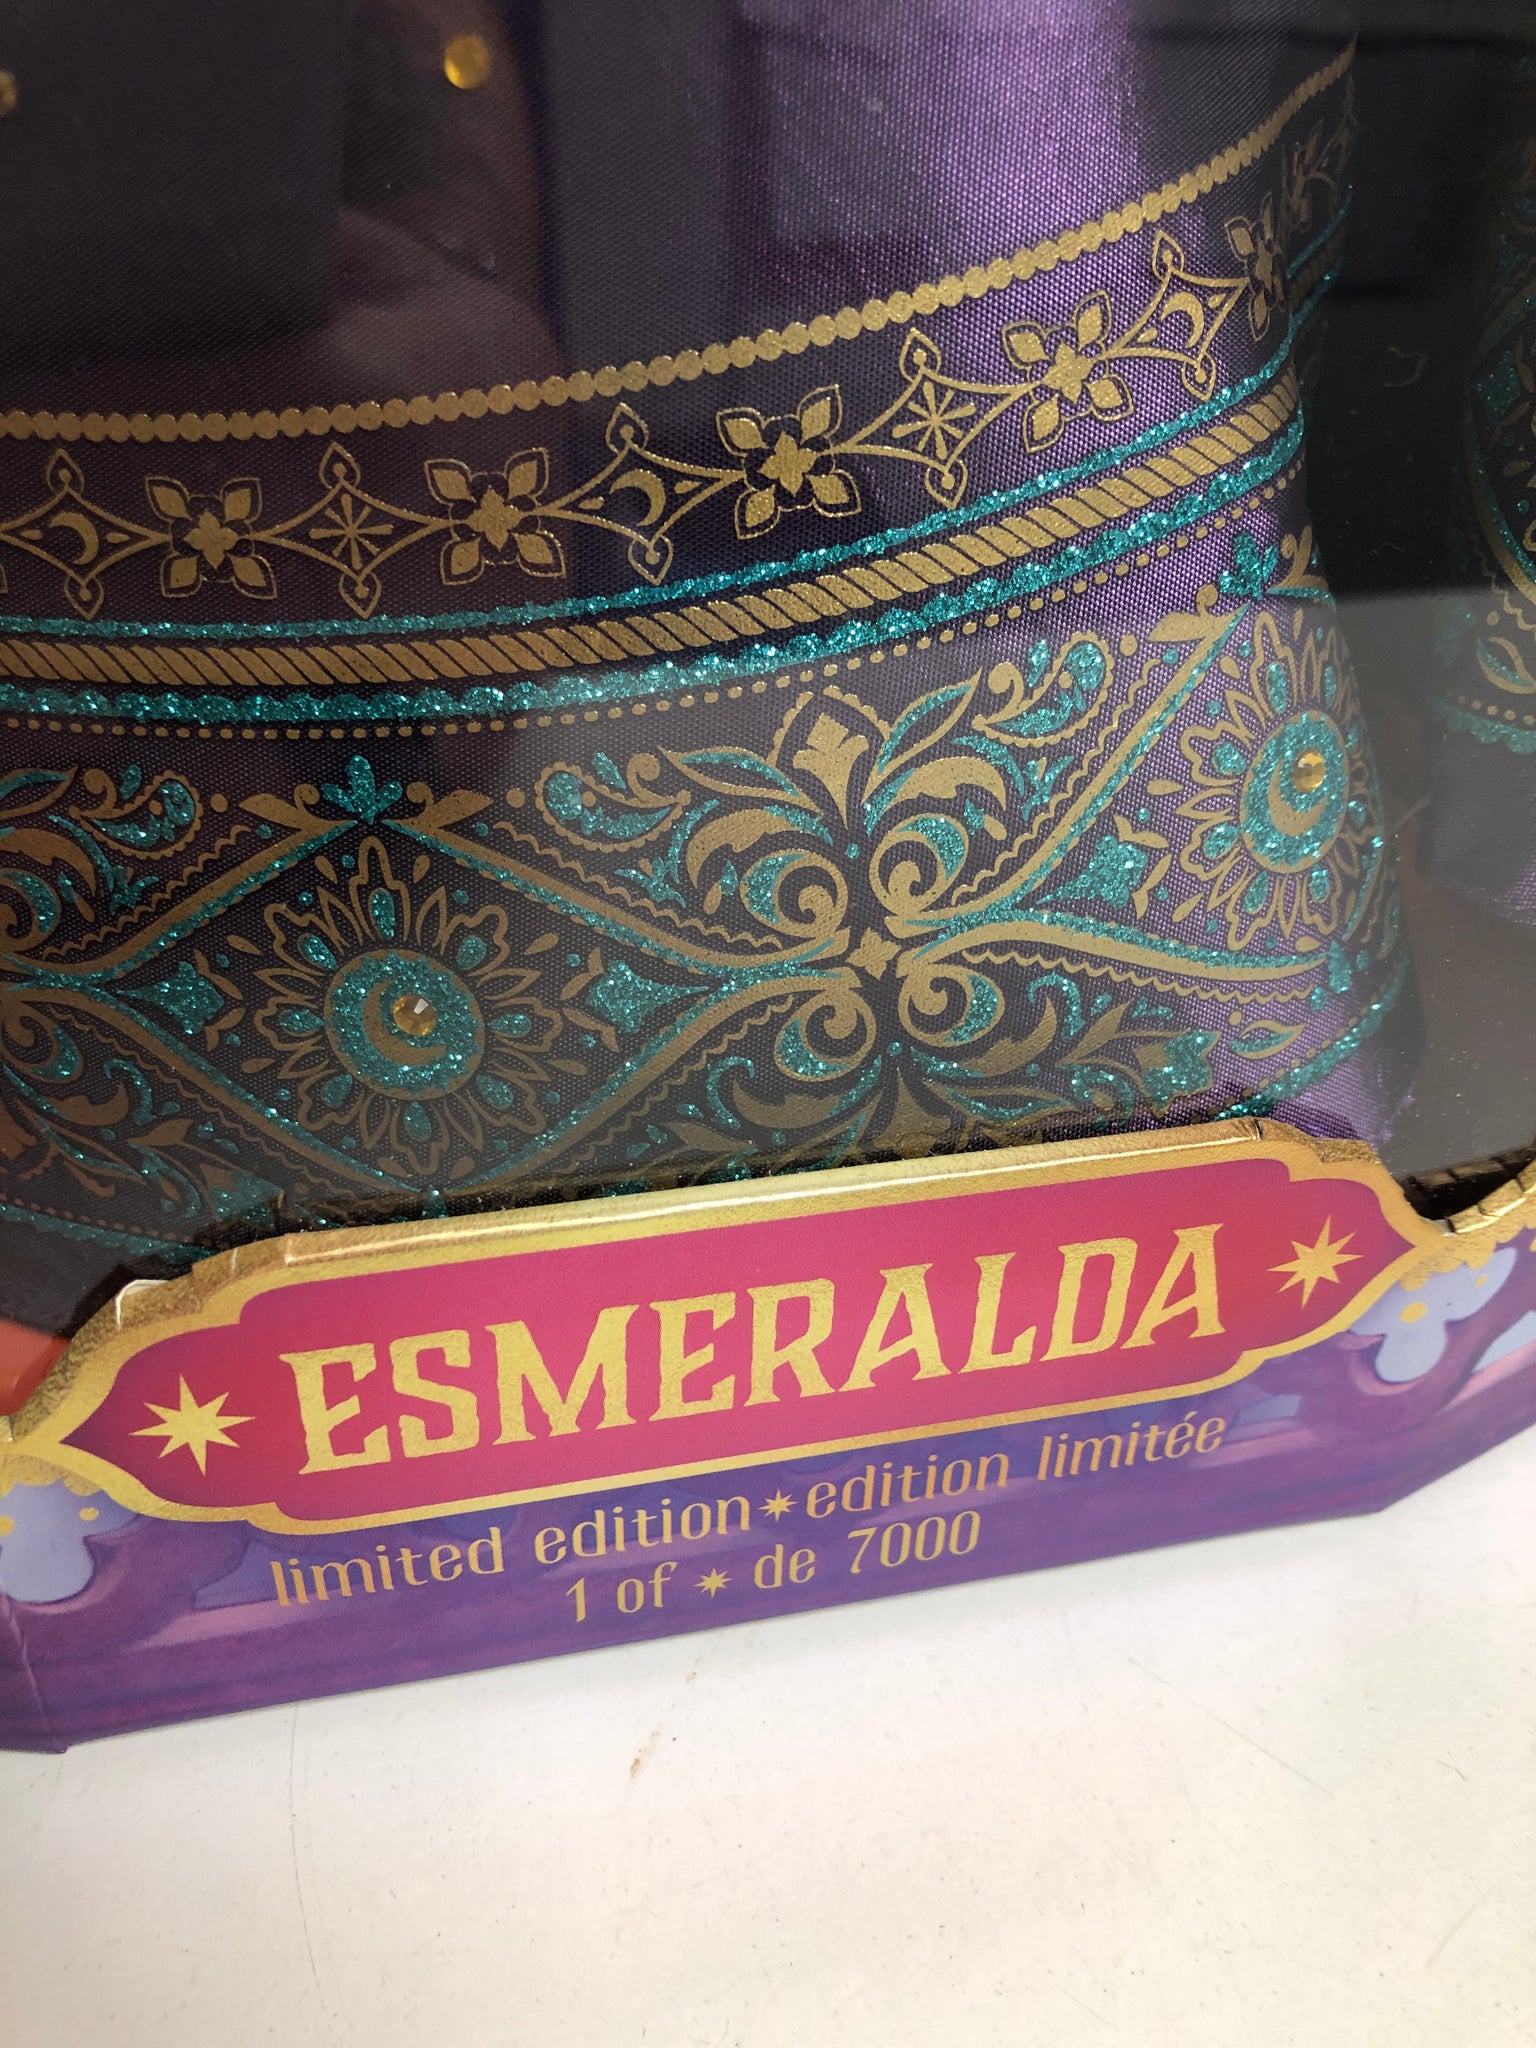 ESMERALDA
limited edition✴edition limitée
1 of ✴ de 7000